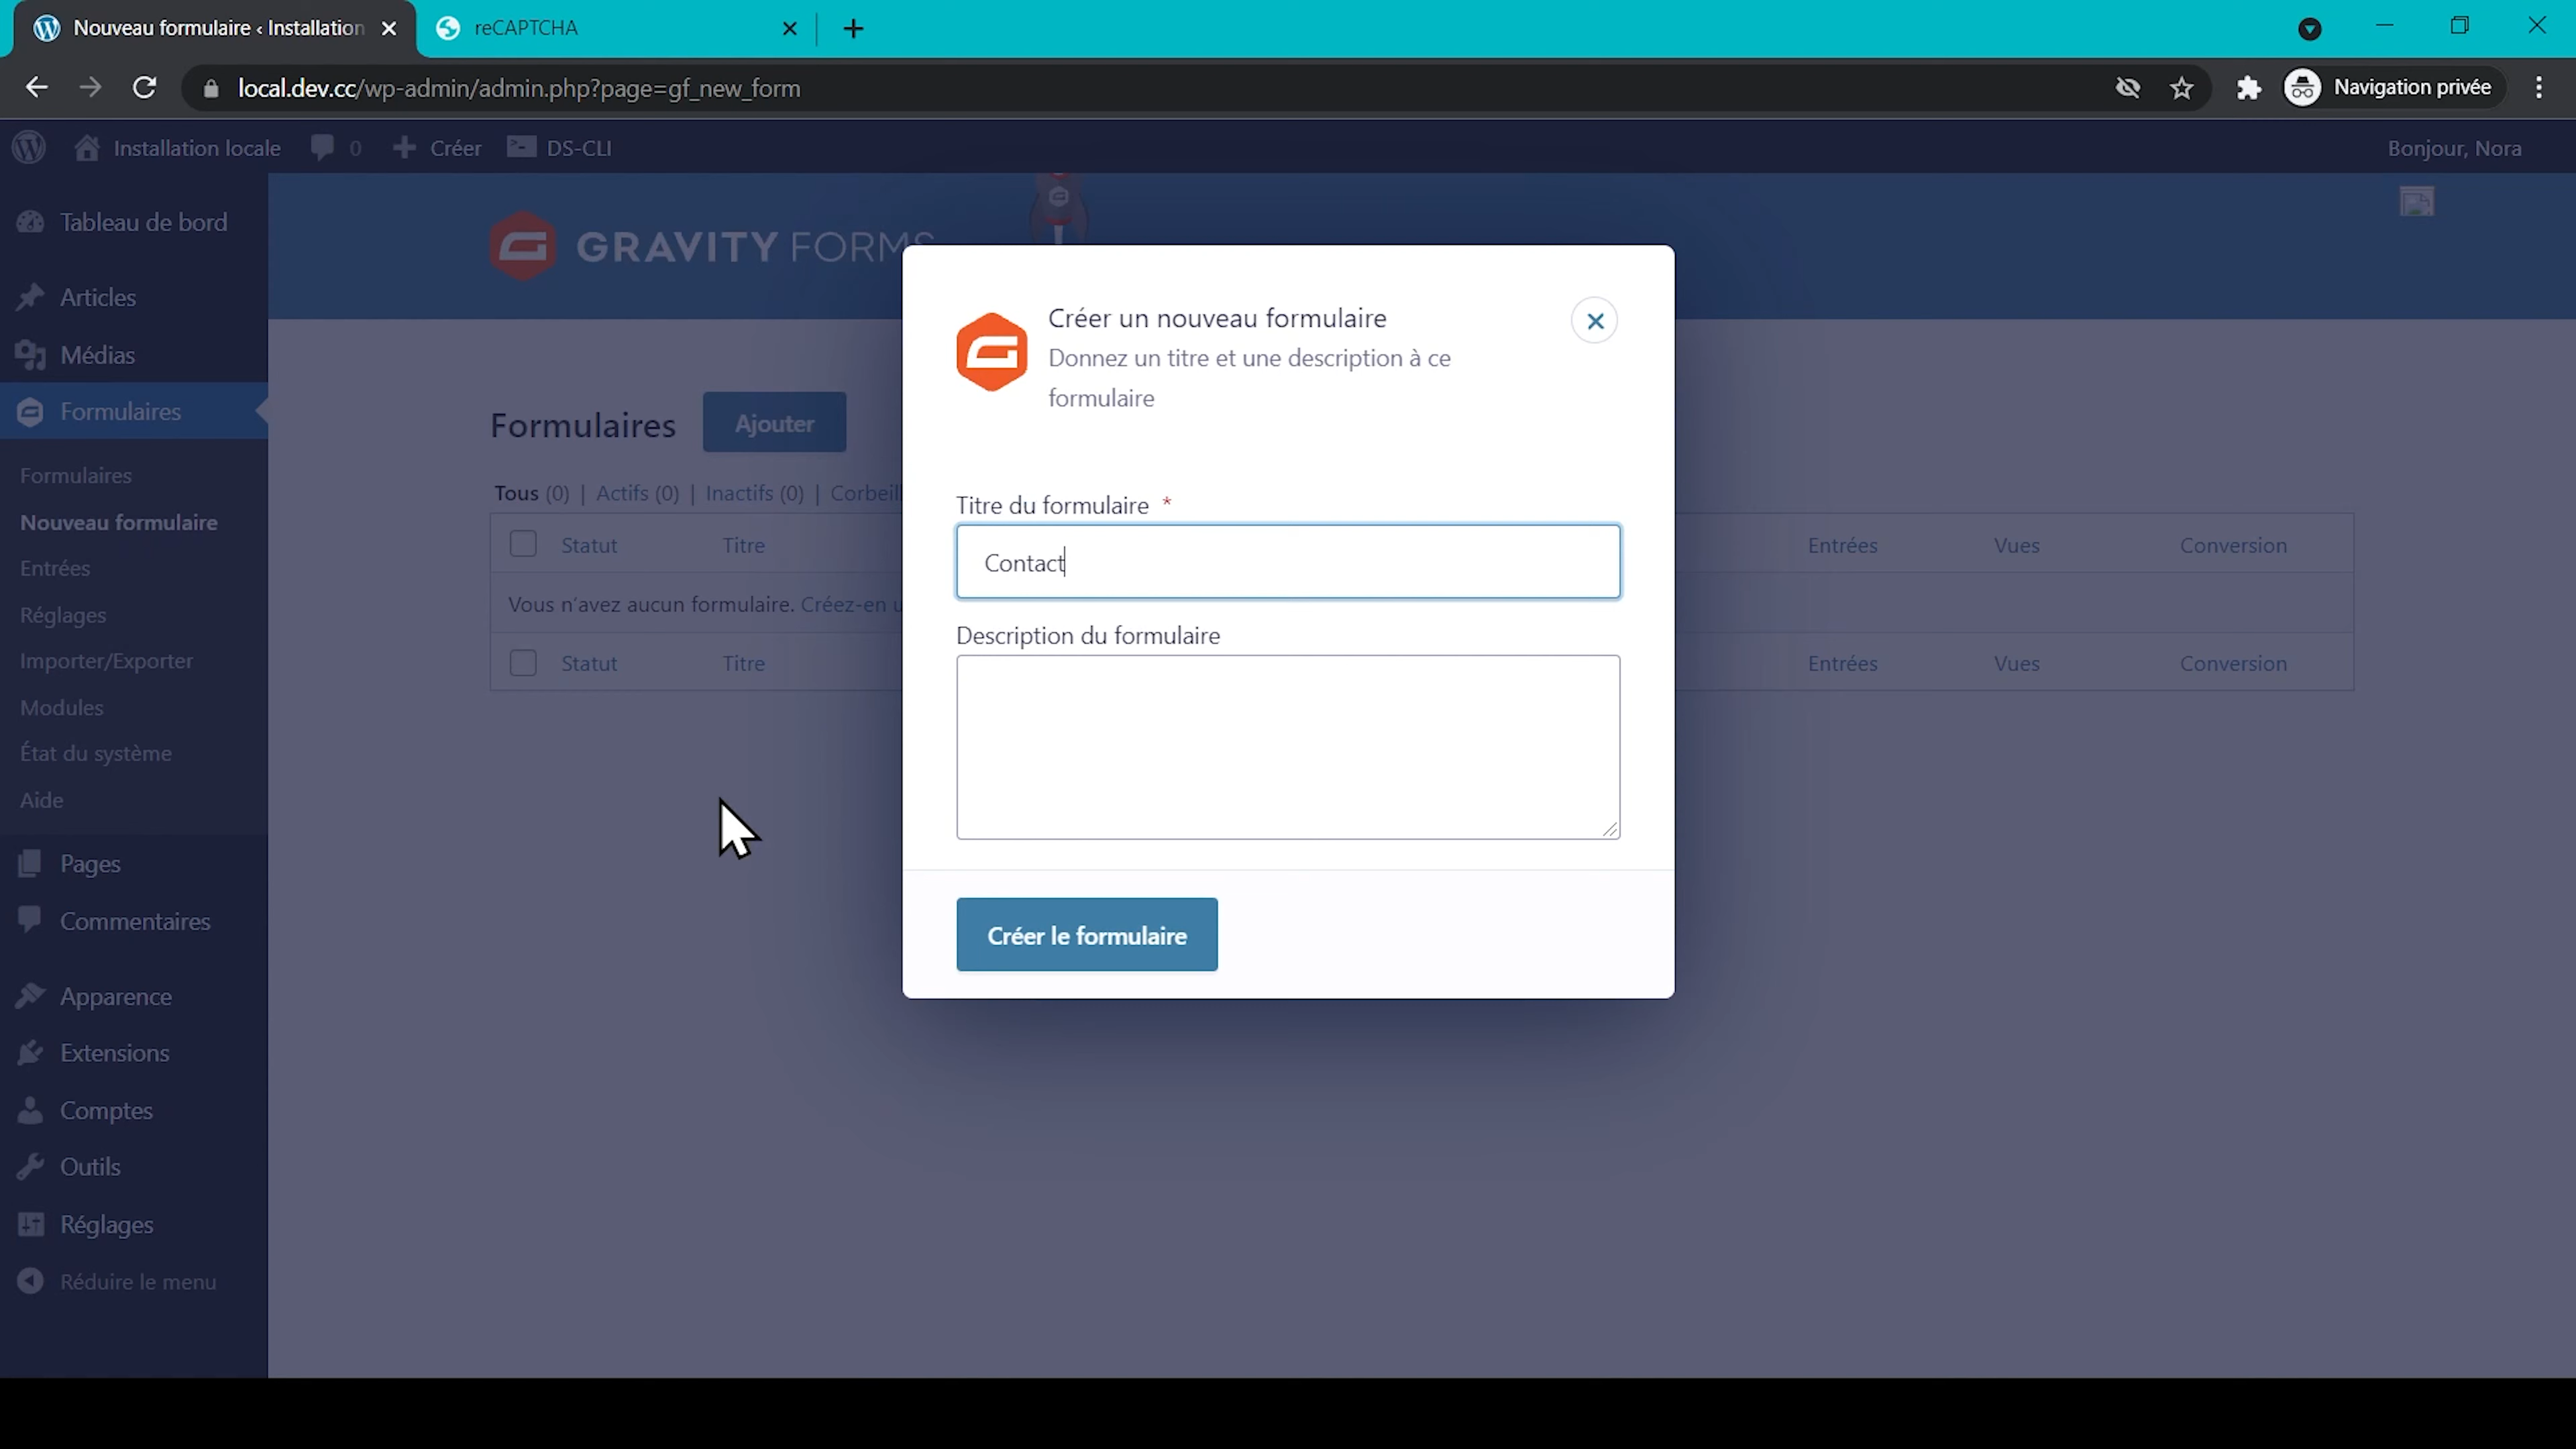 Nouveau formulaire ‹ Installation
reCAPTCHA
local.dev.cc/wp-admin/admin.php?page=gf_new_form
Navigation privée
Installation locale
0
Créer
DS-CLI
Bonjour, Nora
Tableau de bord
Articles
Médias
Formulaires
Formulaires
Nouveau formulaire
Entrées
Réglages
Importer/Exporter
Modules
État du système
Aide
Pages
Commentaires
Apparence
Extensions
Comptes
Outils
Réglages
Réduire le menu
GRAVITY FORMS
Formulaires
Ajouter
Tous (0) | Actifs (0) | Inactifs (0) |
Statut Titre Entrées Vues Conversion
Vous n'avez aucun formulaire. Créez-en
Statut Titre Entrées Vues Conversion
Créer un nouveau formulaire
Donnez un titre et une description à ce
formulaire
Titre du formulaire *
Contact
Description du formulaire
Créer le formulaire